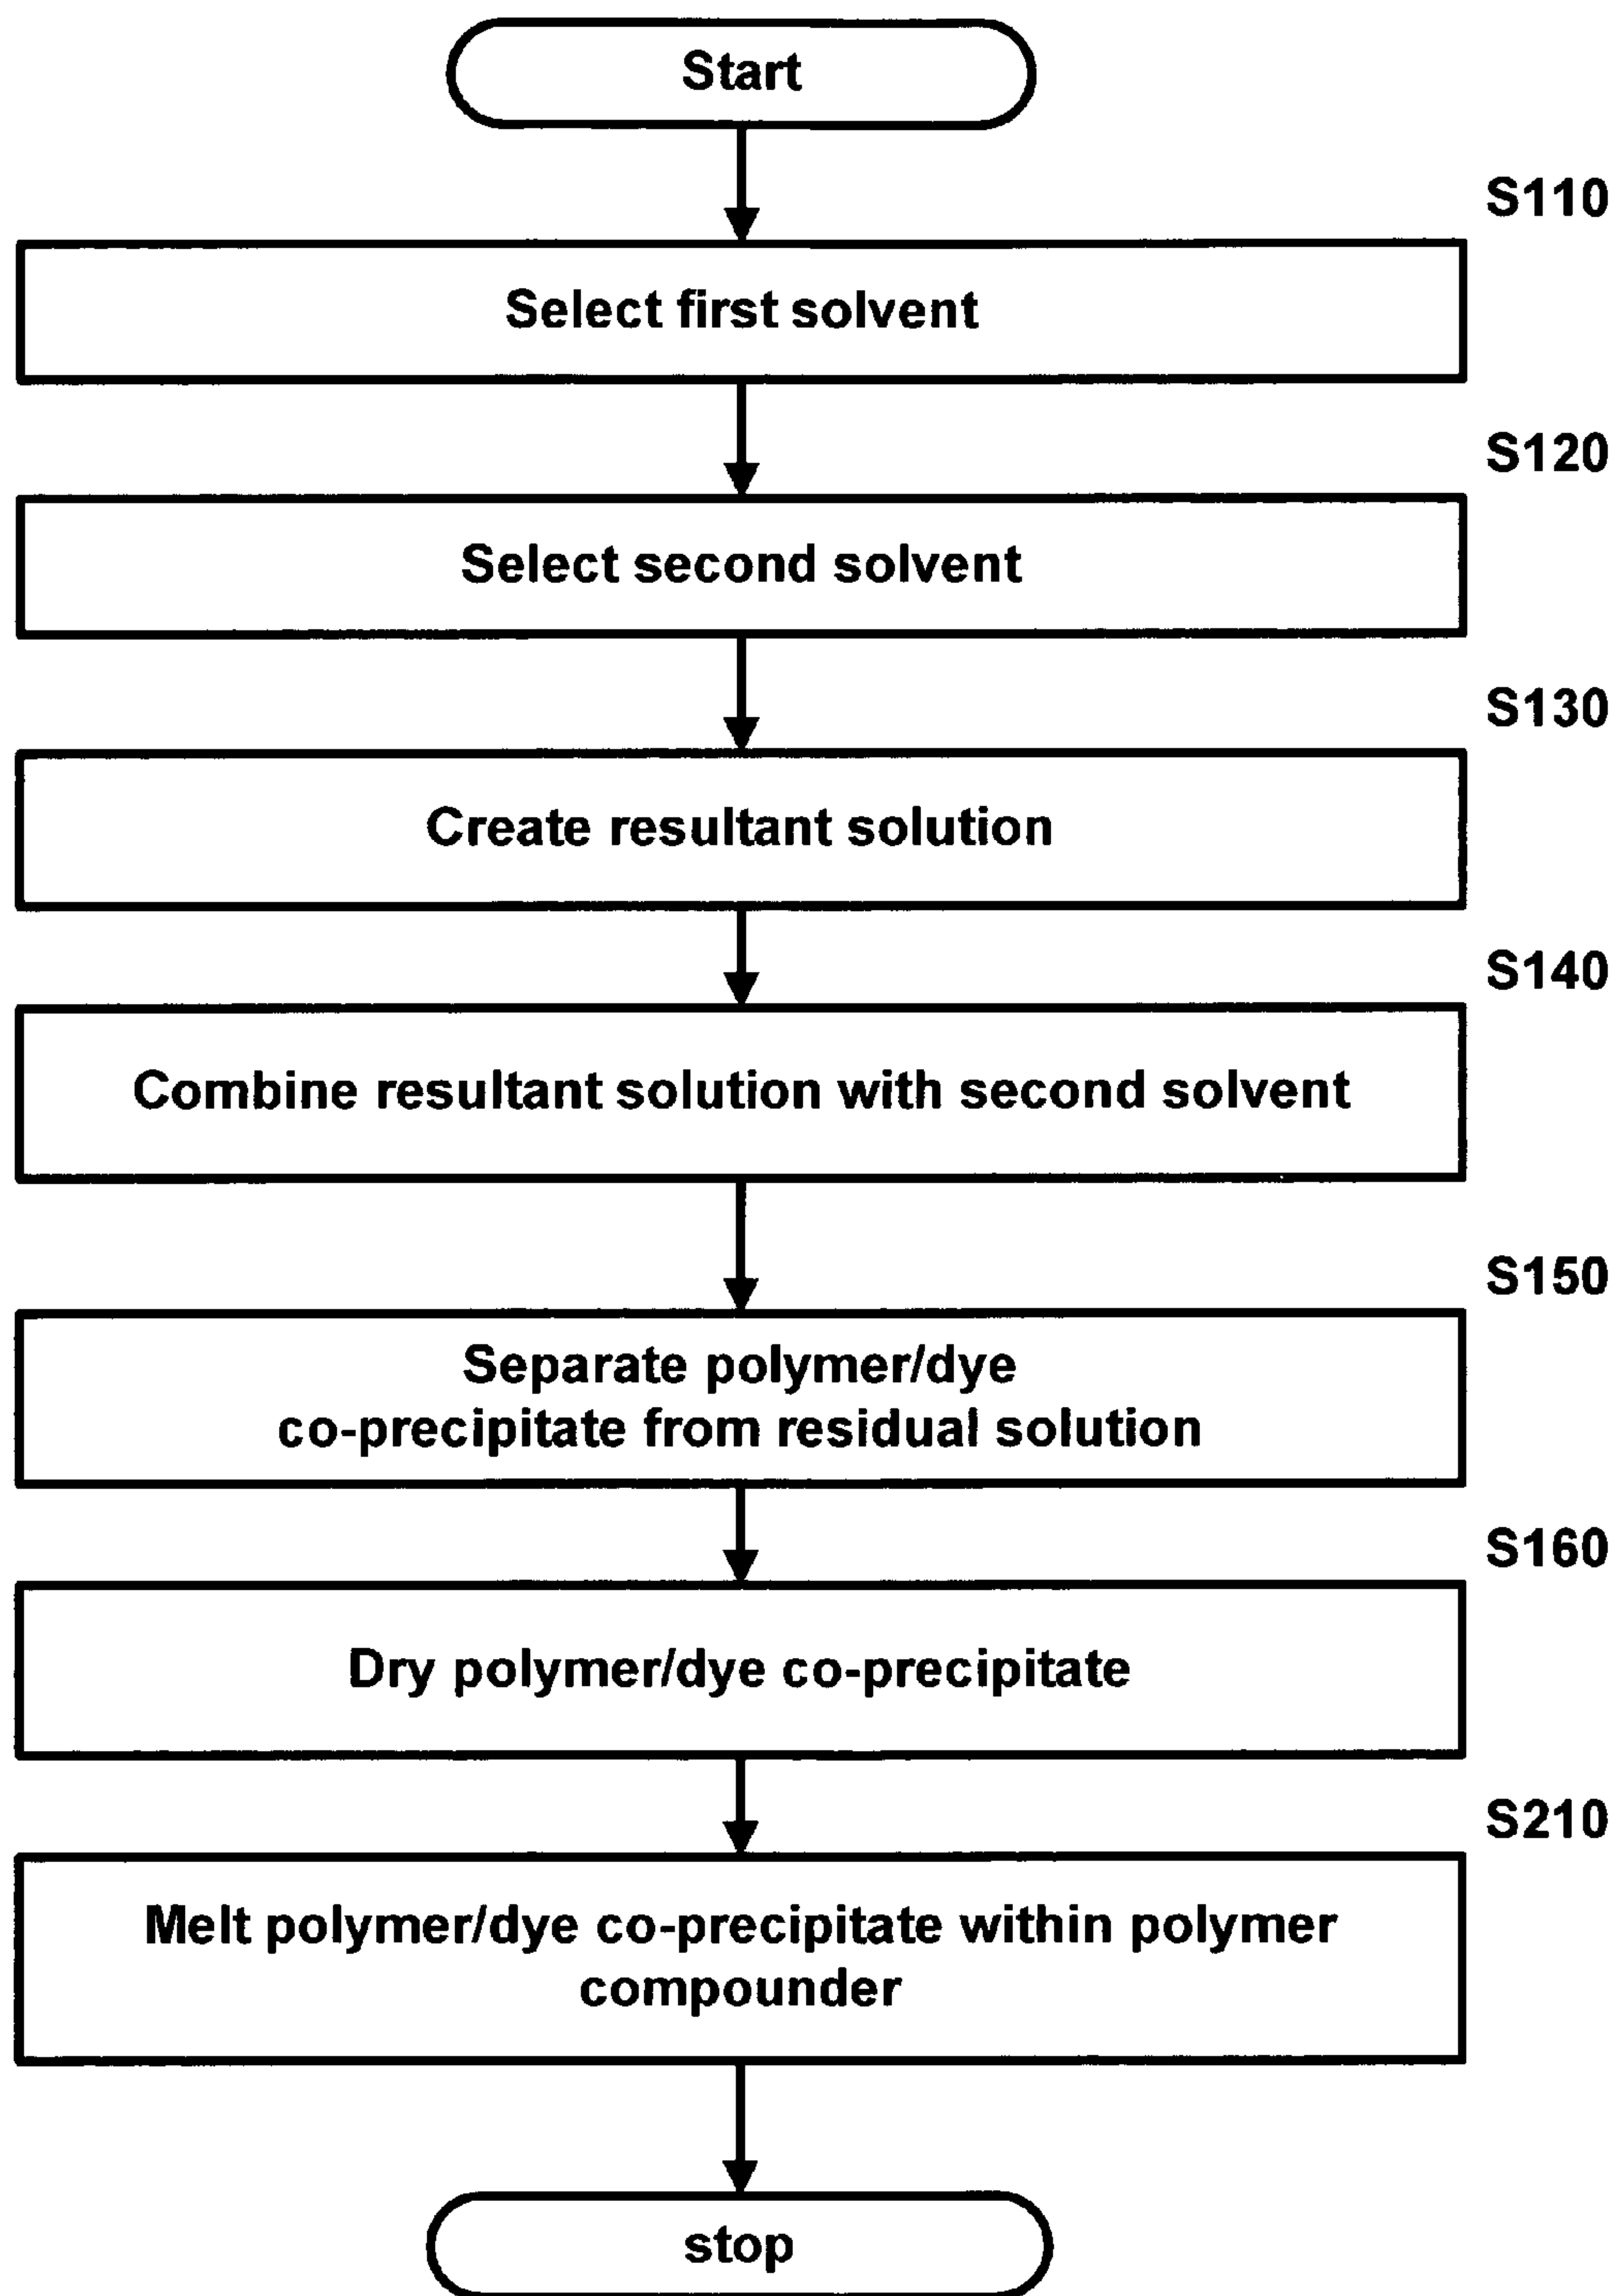 Start
S110
Select first solvent
S120
Select second solvent
S130
Create resultant solution
S140
Combine resultant solution with second solvent
S150
Separate polymer/dye
co-precipitate from residual solution
S160
Dry polymer/dye co-precipitate
S210
Melt polymer/dye co-precipitate within polymer
compounder
stop